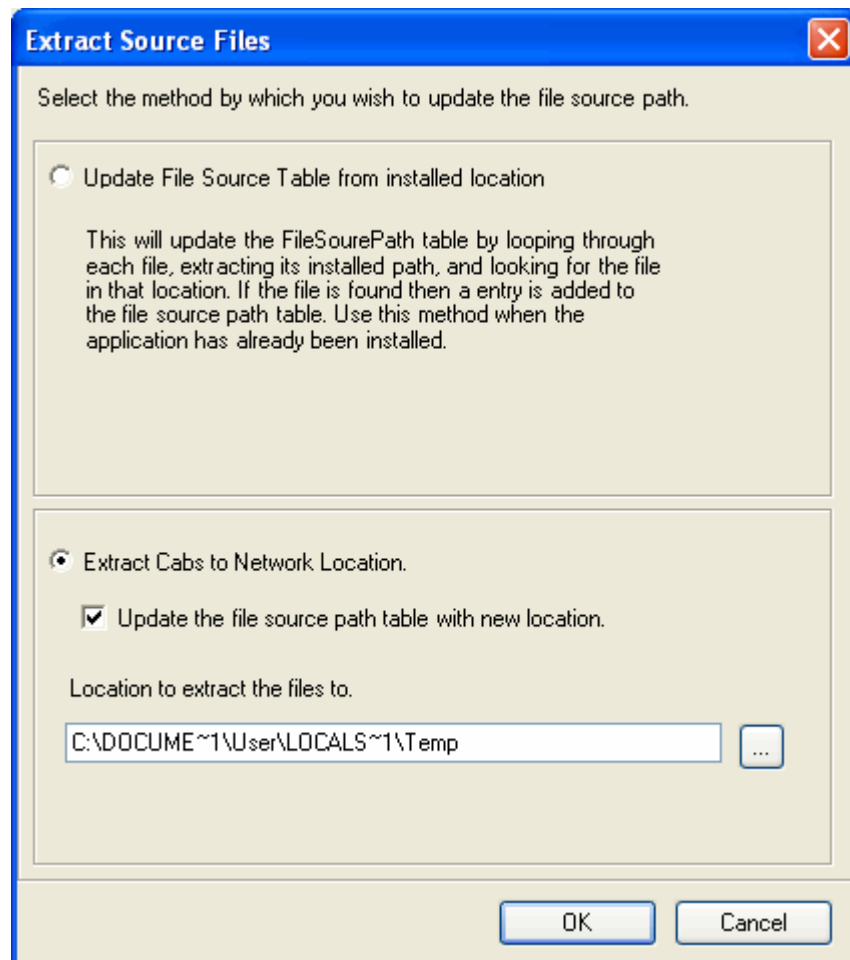 Extract Source Files
Select the method by which you wish to update the file source path.
Update File Source Table from installed location
This will update the FileSourePath table by looping through
each file, extracting its installed path, and looking for the file
in that location. If the file is found then a entry is added to
the file source path table. Use this method when the
application has already been installed.
Extract Cabs to Network Location.
Update the file source path table with new location.
Location to extract the files to.
C:\DOCUME~1\User\LOCALS~1\Temp
...
OK Cancel